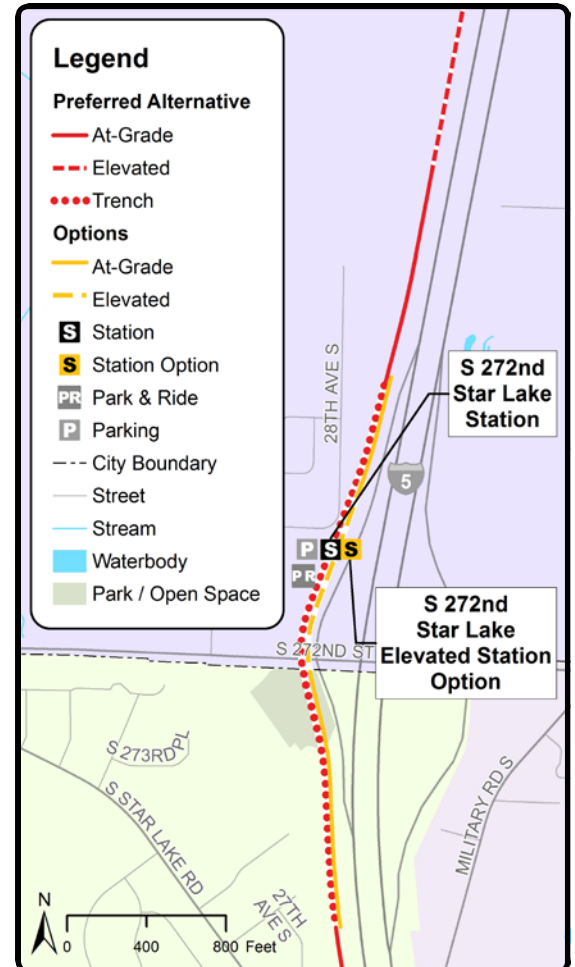 Legend
Preferred Alternative
At-Grade
Elevated
Trench
Options
At-Grade
Elevated
S Station
S Station Option
PR Park & Ride
P Parking
City Boundary
Street
Stream
Waterbody
Park / Open Space
28TH AVE S
S 272nd
Star Lake
Station
5
P S S
PR
S 272nd
Star Lake
Elevated Station
Option
S 272ND ST
S 273RD PL
S STAR LAKE RD
27TH
AVE S
MILITARY RD S
N
0 400 800 Feet